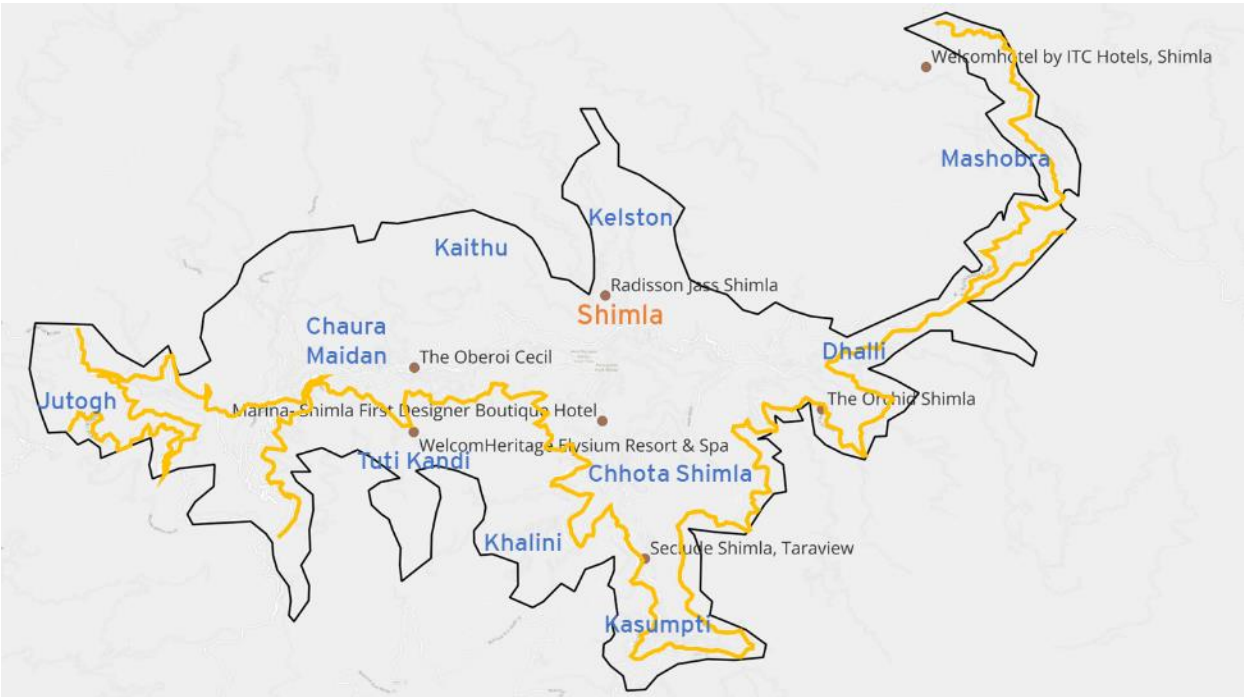 Welcomhotel by ITC Hotels, Shimla
Mashobra
Kelston
Kaithu
Radisson Jass Shimla
Shimla
Chaura
Maidan
The Oberoi Cecil
Dhalli
Jutogh
Marina- Shimla First Designer Boutique Hotel
The Orchid Shimla
WelcomHeritage Elysium Resort & Spa
Tuti Kandi
Chhota Shimla
Khalini
Seclude Shimla, Taraview
Kasumpti